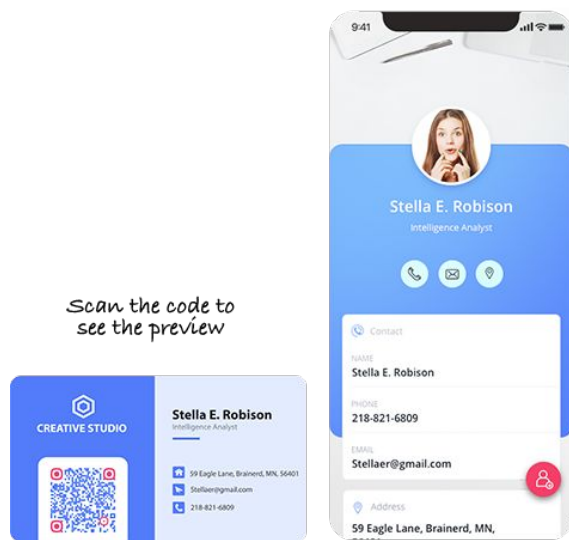 Scan the code to
see the preview
CREATIVE STUDIO
Stella E. Robison
Intelligence Analyst
59 Eagle Lane, Brainerd, MN, 56401
Stellaer@gmail.com
218-821-6809
9:41
Stella E. Robison
Intelligence Analyst
Contact
NAME
Stella E. Robison
PHONE
218-821-6809
EMAIL
Stellaer@gmail.com
Address
59 Eagle Lane, Brainerd, MN,